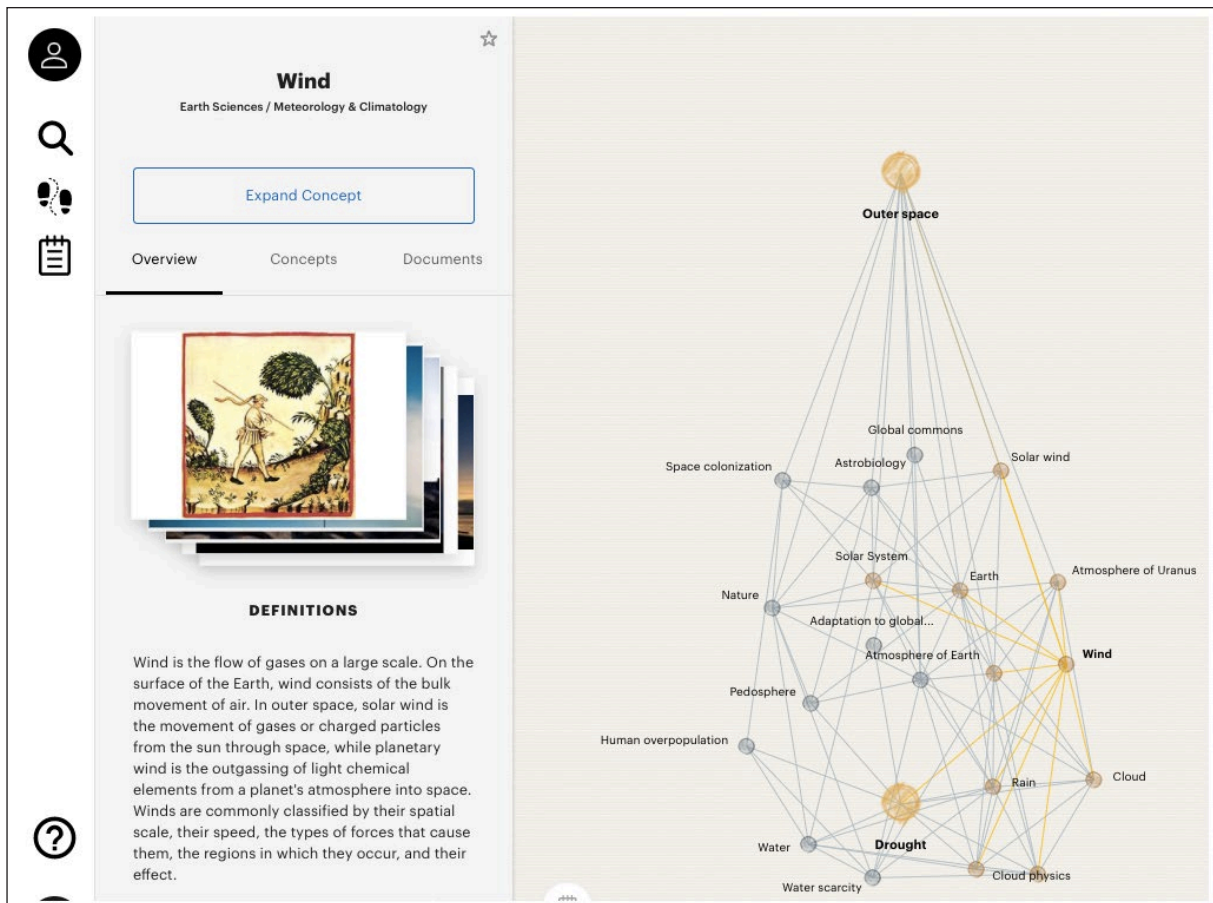 Wind
Earth Sciences / Meteorology & Climatology
Expand Concept
Overview
Concepts
Documents
DEFINITIONS
Wind is the flow of gases on a large scale. On the
surface of the Earth, wind consists of the bulk
movement of air. In outer space, solar wind is
the movement of gases or charged particles
from the sun through space, while planetary
wind is the outgassing of light chemical
elements from a planet's atmosphere into space.
Winds are commonly classified by their spatial
scale, their speed, the types of forces that cause
them, the regions in which they occur, and their
effect.
Outer space
Global commons
Space colonization
Astrobiology
Solar wind
Solar System
Earth
Atmosphere of Uranus
Nature
Adaptation to global...
Atmosphere of Earth
Wind
Pedosphere
Human overpopulation
Rain
Cloud
Water
Drought
Cloud physics
Water scarcity